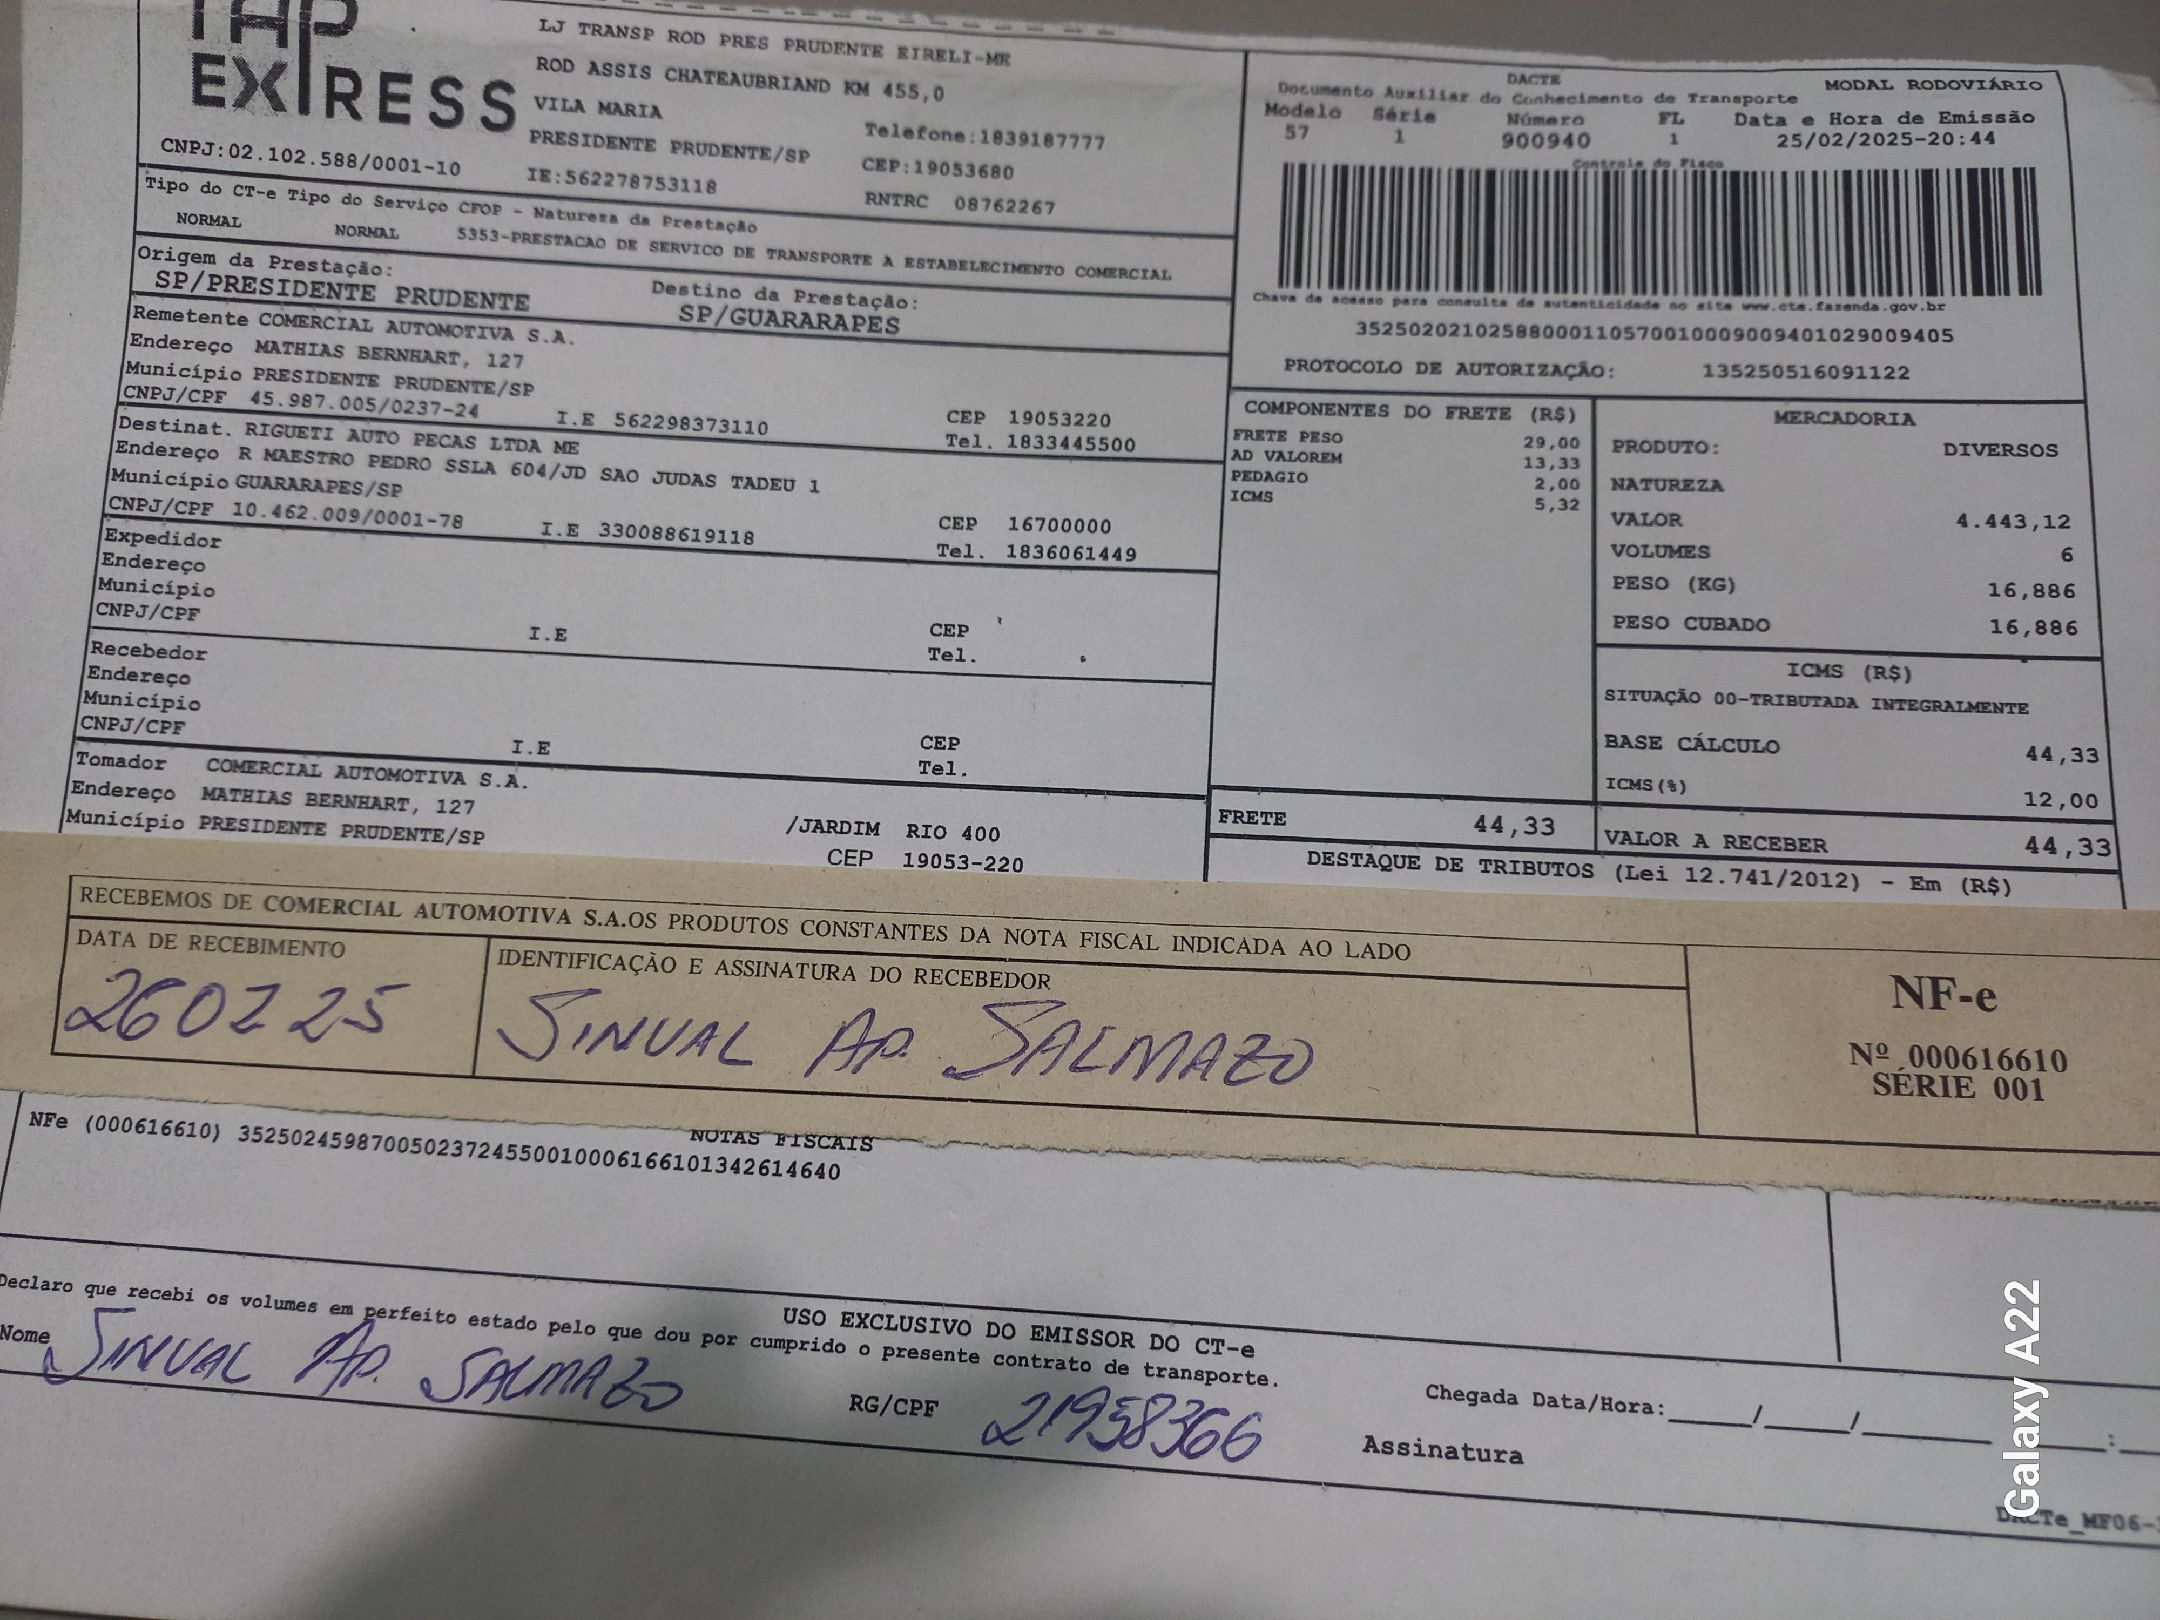 TAP
EXPRESS
CNPJ:02.102.588/0001-10
LJ TRANSP ROD PRES PRUDENTE EIRELI-ME
ROD ASSIS CHATEAUBRIAND KM 455,0
VILA MARIA
PRESIDENTE PRUDENTE/SP
IE:562278753118
Telefone:1839187777
CEP:19053680
RNTRC 08762267
DACTE
MODAL RODOVIÁRIO
Documento Auxiliar do Conhecimento de Transporte
Modelo Série Número FL Data e Hora de Emissão
57 1 900940 1 25/02/2025-20:44
Controle do Fisco
Chave de acesso para consulta de autenticidade no site www.cte.fazenda.gov.br
35250202102588000110570010009009401029009405
PROTOCOLO DE AUTORIZAÇÃO: 135250516091122
Tipo do CT-e Tipo do Serviço CFOP - Natureza da Prestação
NORMAL NORMAL 5353-PRESTACAO DE SERVICO DE TRANSPORTE A ESTABELECIMENTO COMERCIAL
Origem da Prestação: Destino da Prestação:
SP/PRESIDENTE PRUDENTE SP/GUARARAPES
Remetente COMERCIAL AUTOMOTIVA S.A.
Endereço MATHIAS BERNHART, 127
Município PRESIDENTE PRUDENTE/SP CEP 19053220
CNPJ/CPF 45.987.005/0237-24 I.E 562298373110 Tel. 1833445500
Destinat. RIGUETI AUTO PECAS LTDA ME
Endereço R MAESTRO PEDRO SSLA 604/JD SAO JUDAS TADEU 1
Município GUARARAPES/SP CEP 16700000
CNPJ/CPF 10.462.009/0001-78 I.E 330088619118 Tel. 1836061449
Expedidor
Endereço
Município CEP
CNPJ/CPF I.E Tel.
Recebedor
Endereço
Município CEP
CNPJ/CPF I.E Tel.
Tomador COMERCIAL AUTOMOTIVA S.A.
Endereço MATHIAS BERNHART, 127 /JARDIM RIO 400
Município PRESIDENTE PRUDENTE/SP CEP 19053-220
COMPONENTES DO FRETE (R$)
FRETE PESO 29,00
AD VALOREM 13,33
PEDAGIO 2,00
ICMS 5,32
FRETE 44,33
MERCADORIA
PRODUTO: DIVERSOS
NATUREZA
VALOR 4.443,12
VOLUMES 6
PESO (KG) 16,886
PESO CUBADO 16,886
ICMS (R$)
SITUAÇÃO 00-TRIBUTADA INTEGRALMENTE
BASE CÁLCULO 44,33
ICMS(%) 12,00
VALOR A RECEBER 44,33
DESTAQUE DE TRIBUTOS (Lei 12.741/2012) - Em (R$)
RECEBEMOS DE COMERCIAL AUTOMOTIVA S.A.OS PRODUTOS CONSTANTES DA NOTA FISCAL INDICADA AO LADO
DATA DE RECEBIMENTO IDENTIFICAÇÃO E ASSINATURA DO RECEBEDOR
26 02 25 SINVAL AP. SALMAZO
NF-e
Nº 000616610
SÉRIE 001
NOTAS FISCAIS
NFe (000616610) 35250245987005023724550010006166101342614640
USO EXCLUSIVO DO EMISSOR DO CT-e
Declaro que recebi os volumes em perfeito estado pelo que dou por cumprido o presente contrato de transporte.
Nome SINVAL AP. SALMAZO RG/CPF 21958366 Chegada Data/Hora:____/____/____ :
Assinatura
DACTe_MF06-
Galaxy A22